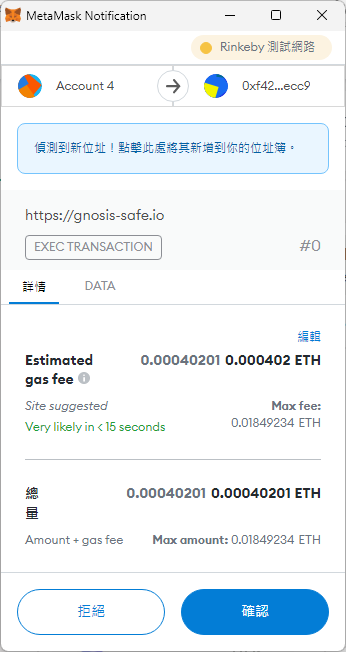 MetaMask Notification
Rinkeby 測試網路
Account 4
0xf42...ecc9
偵測到新位址！點擊此處將其新增到你的位址簿。
https://gnosis-safe.io
EXEC TRANSACTION #0
詳情 DATA
編輯
Estimated gas fee 0.00040201 0.000402 ETH
Site suggested Max fee:
Very likely in < 15 seconds 0.01849234 ETH
總量 0.00040201 0.00040201 ETH
Amount + gas fee Max amount: 0.01849234 ETH
拒絕 確認